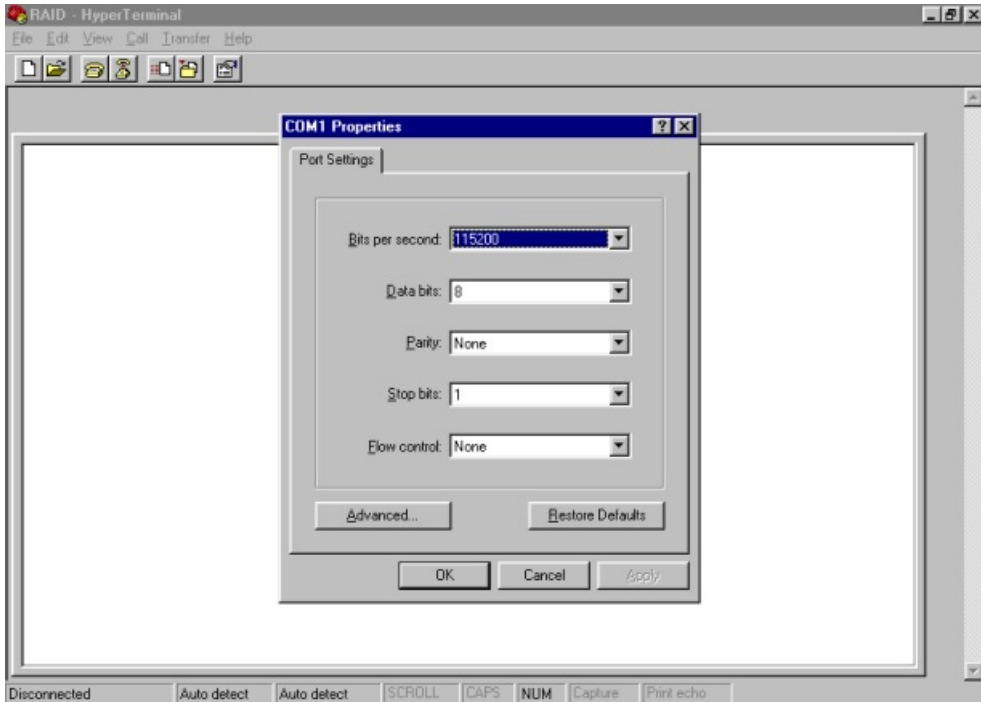 RAID - HyperTerminal
File Edit View Call Transfer Help
COM1 Properties
Port Settings
Bits per second: 115200
Data bits: 8
Parity: None
Stop bits: 1
Flow control: None
Advanced... Restore Defaults
OK Cancel Apply
Disconnected Auto detect Auto detect SCROLL CAPS NUM Capture Print echo